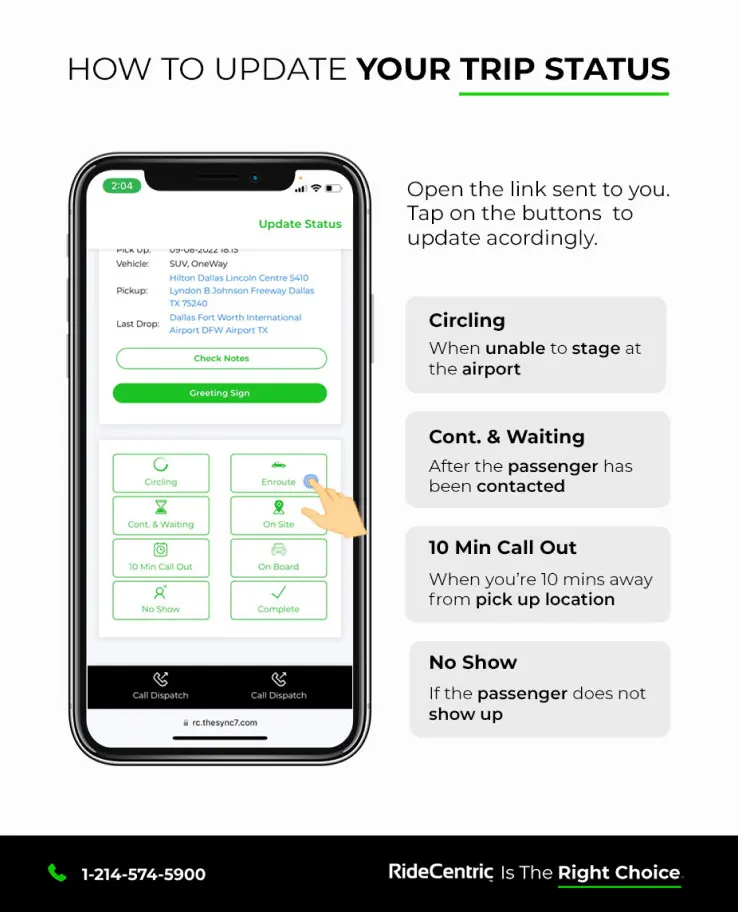 HOW TO UPDATE YOUR TRIP STATUS
2:04
Update Status
Pick Up: 09-08-2022 18:15
Vehicle: SUV, OneWay
Pickup: Hilton Dallas Lincoln Centre 5410
Lyndon B Johnson Freeway Dallas
TX 75240
Last Drop: Dallas Fort Worth International
Airport DFW Airport TX
Check Notes
Greeting Sign
Circling
Enroute
Cont. & Waiting
On Site
10 Min Call Out
On Board
No Show
Complete
Call Dispatch
Call Dispatch
rc.thesync7.com
Open the link sent to you.
Tap on the buttons to
update acordingly.
Circling
When unable to stage at
the airport
Cont. & Waiting
After the passenger has
been contacted
10 Min Call Out
When you're 10 mins away
from pick up location
No Show
If the passenger does not
show up
1-214-574-5900
RideCentric Is The Right Choice.